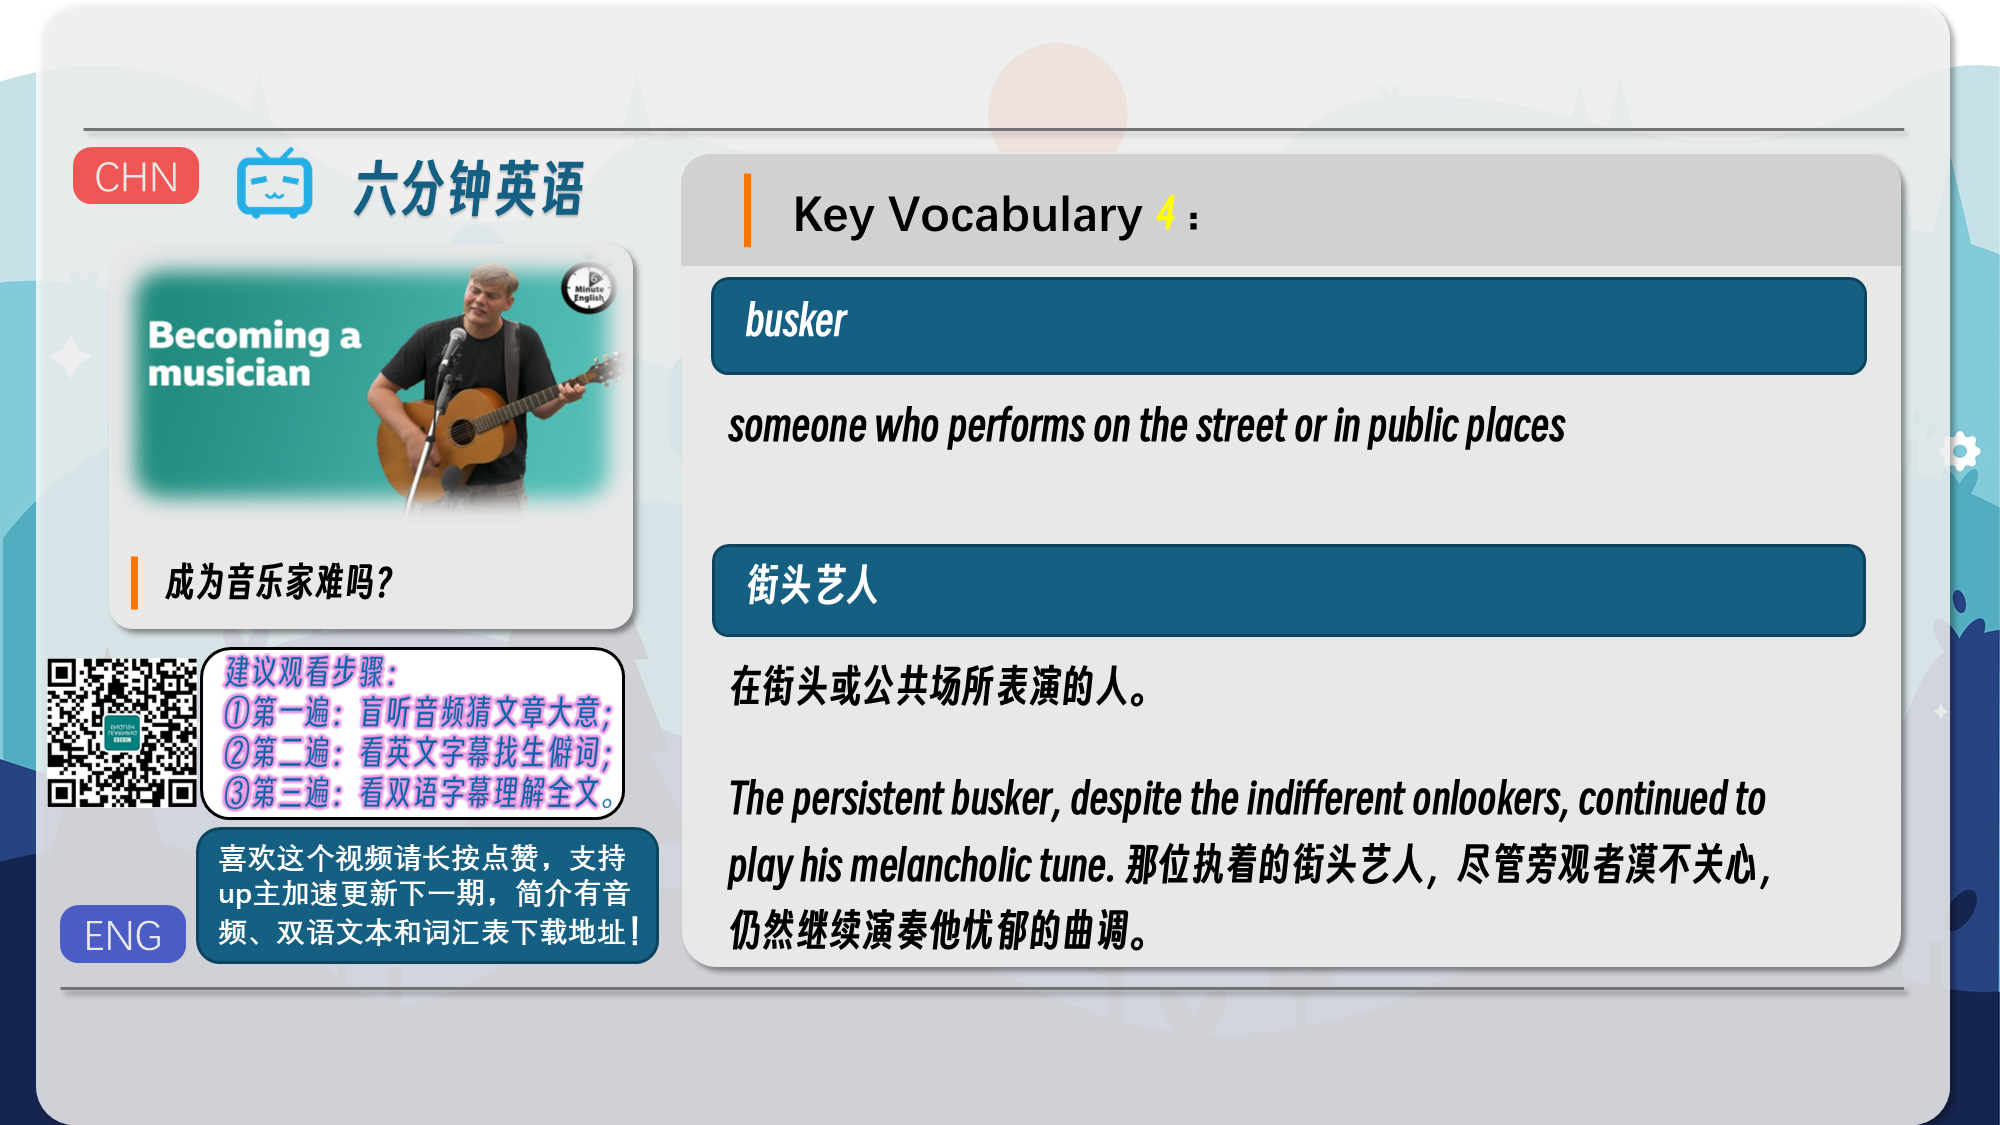 CHN
六分钟英语
Becoming a
musician
6
Minute
English
成为音乐家难吗?
建议观看步骤:
①第一遍: 盲听音频猜文章大意;
②第二遍: 看英文字幕找生僻词;
③第三遍: 看双语字幕理解全文。
喜欢这个视频请长按点赞，支持
up主加速更新下一期，简介有音
频、双语文本和词汇表下载地址!
ENG
Key Vocabulary 4 :
busker
someone who performs on the street or in public places
街头艺人
在街头或公共场所表演的人。
The persistent busker, despite the indifferent onlookers, continued to
play his melancholic tune. 那位执着的街头艺人，尽管旁观者漠不关心，
仍然继续演奏他忧郁的曲调。